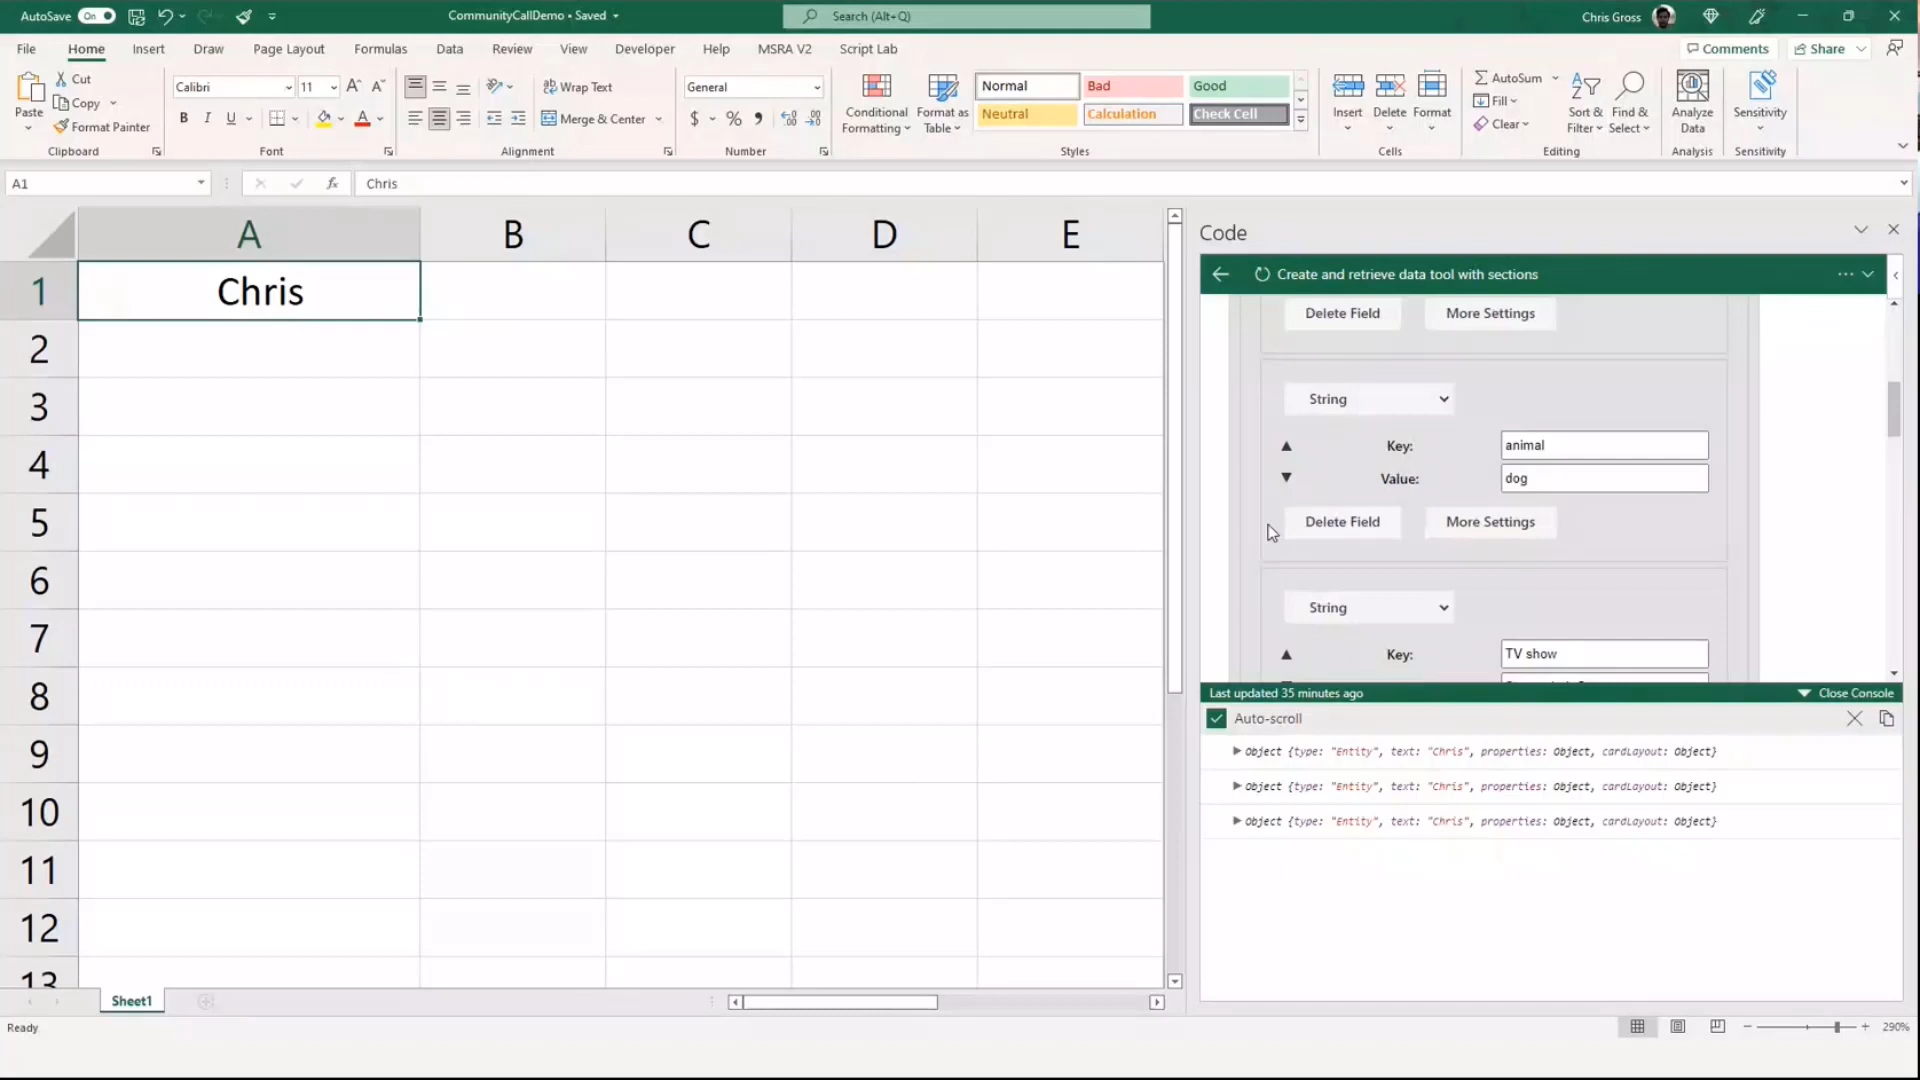 AutoSave On CommunityCallDemo • Saved Search (Alt+Q) Chris Gross
File Home Insert Draw Page Layout Formulas Data Review View Developer Help MSRA V2 Script Lab Comments Share
Paste Cut Copy Format Painter
Clipboard
Calibri 11 A A
B I U A
Font
Wrap Text
Merge & Center
Alignment
General
$ % 9
Number
Conditional Formatting Format as Table
Normal Bad Good
Neutral Calculation Check Cell
Styles
Insert Delete Format
Cells
AutoSum
Fill
Clear
Sort & Filter Find & Select
Editing
Analyze Data
Analysis
Sensitivity
Sensitivity
A1 fx Chris
A B C D E
1 Chris
2
3
4
5
6
7
8
9
10
11
12
13
Code
Create and retrieve data tool with sections
Delete Field More Settings
String
Key: animal
Value: dog
Delete Field More Settings
String
Key: TV show
Last updated 35 minutes ago Close Console
Auto-scroll
Object {type: "Entity", text: "Chris", properties: Object, cardLayout: Object}
Object {type: "Entity", text: "Chris", properties: Object, cardLayout: Object}
Object {type: "Entity", text: "Chris", properties: Object, cardLayout: Object}
Sheet1
Ready 290%